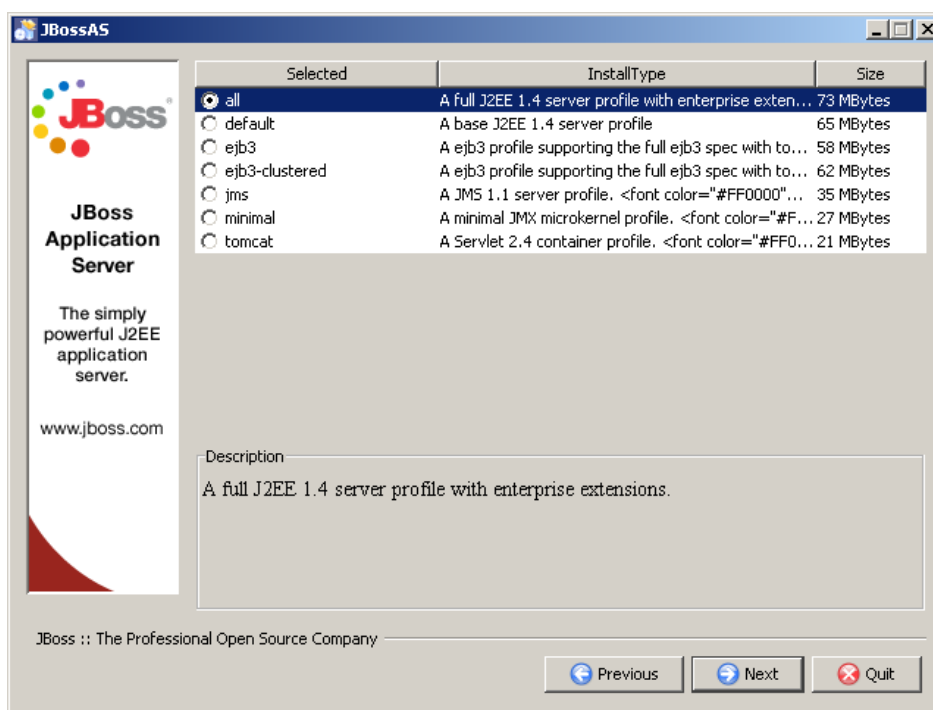 JBossAS
JBoss®
JBoss
Application
Server
The simply
powerful J2EE
application
server.
www.jboss.com
Selected InstallType Size
all A full J2EE 1.4 server profile with enterprise exten... 73 MBytes
default A base J2EE 1.4 server profile 65 MBytes
ejb3 A ejb3 profile supporting the full ejb3 spec with to... 58 MBytes
ejb3-clustered A ejb3 profile supporting the full ejb3 spec with to... 62 MBytes
jms A JMS 1.1 server profile. <font color="#FF0000"... 35 MBytes
minimal A minimal JMX microkernel profile. <font color="#F... 27 MBytes
tomcat A Servlet 2.4 container profile. <font color="#FF0... 21 MBytes
Description
A full J2EE 1.4 server profile with enterprise extensions.
JBoss :: The Professional Open Source Company
Previous Next Quit